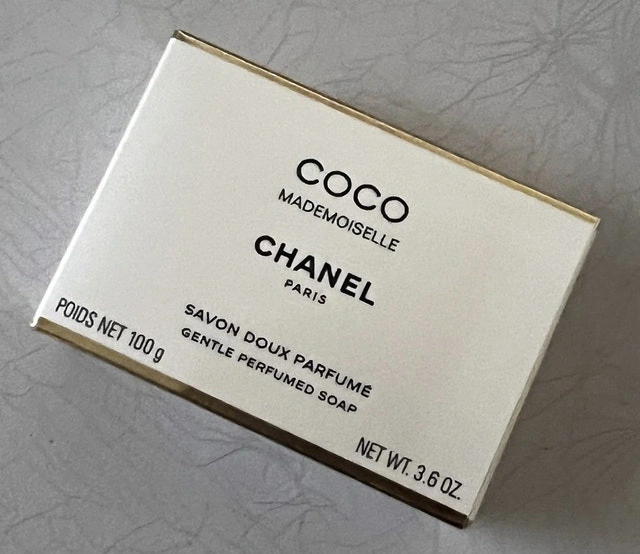 COCO
MADEMOISELLE
CHANEL
PARIS
SAVON DOUX PARFUMÉ
GENTLE PERFUMED SOAP
POIDS NET 100 g
NET WT. 3.6 OZ.